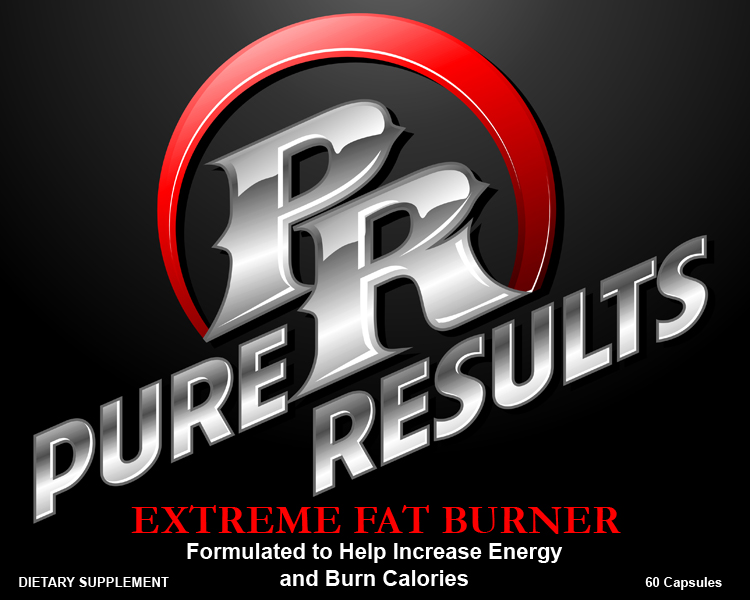 PR
PURE RESULTS
EXTREME FAT BURNER
Formulated to Help Increase Energy
and Burn Calories
DIETARY SUPPLEMENT
60 Capsules